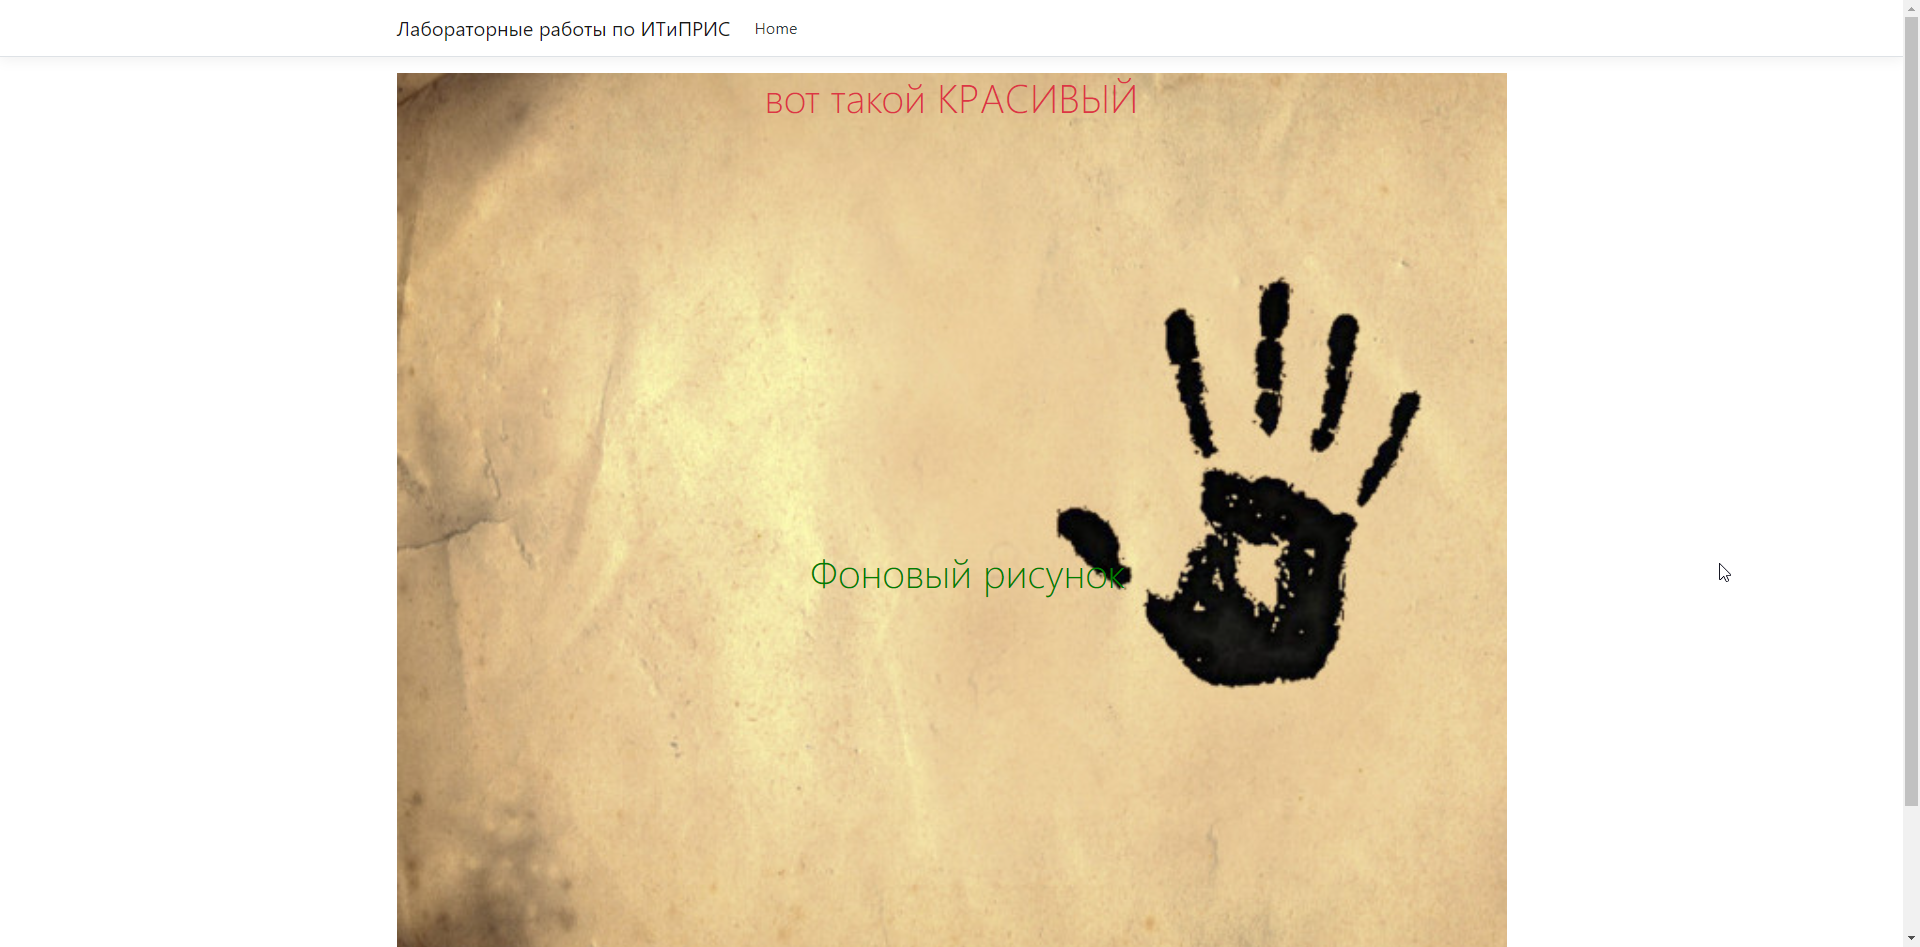 Лабораторные работы по ИТиПРИС Home
вот такой КРАСИВЫЙ
Фоновый рисунок